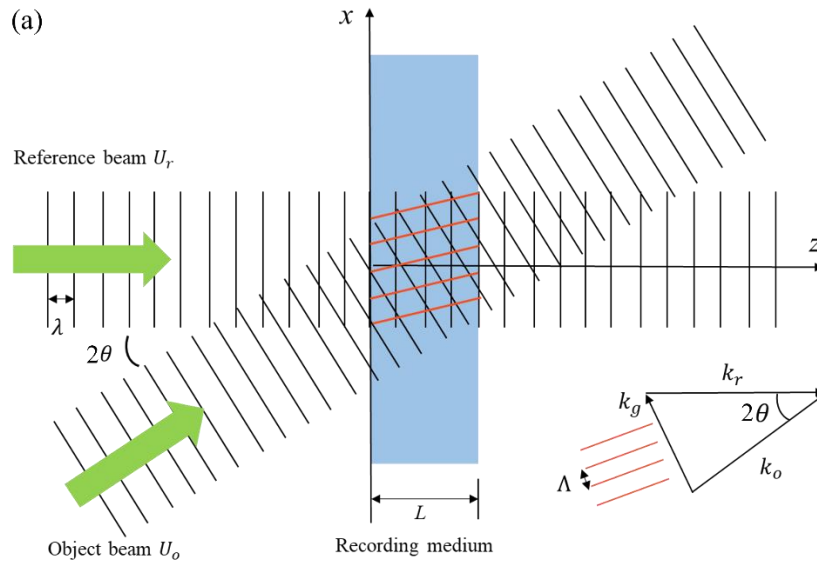 (a)
x
Reference beam U_r
z
λ
2θ
k_r
k_g
2θ
Λ
k_o
L
Object beam U_o
Recording medium